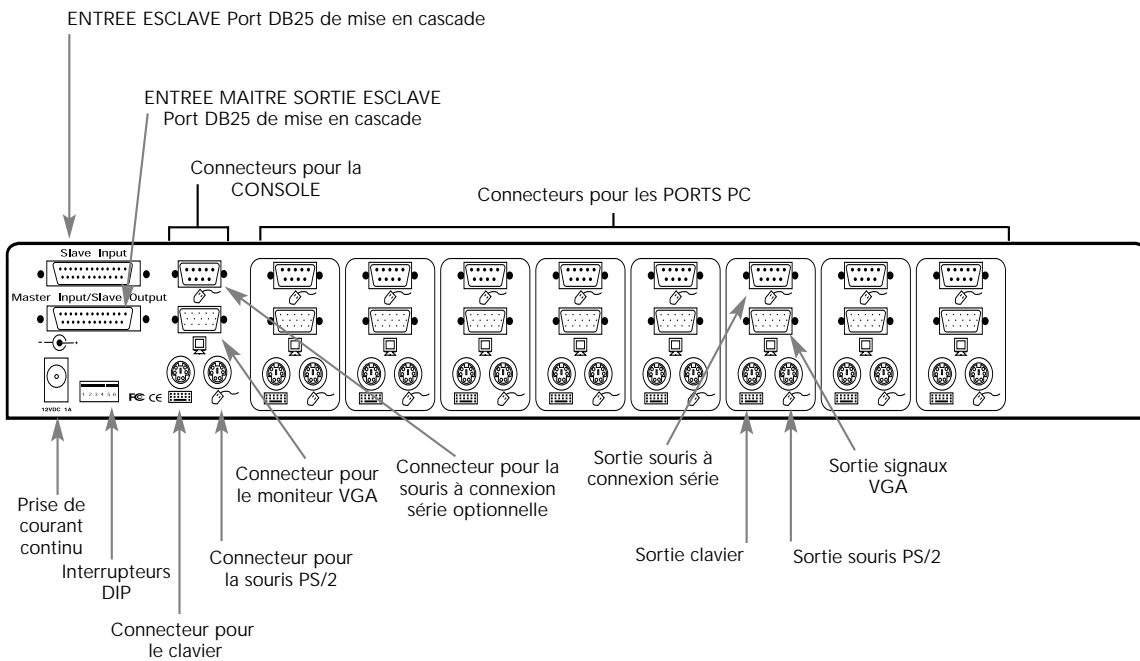 ENTREE ESCLAVE Port DB25 de mise en cascade
ENTREE MAITRE SORTIE ESCLAVE
Port DB25 de mise en cascade
Connecteurs pour la
CONSOLE
Connecteurs pour les PORTS PC
Slave Input
Master Input/Slave Output
- +
12VDC 1A
1 2 3 4 5 6
FC CE
Connecteur pour
le moniteur VGA
Connecteur pour la
souris à connexion
série optionnelle
Sortie souris à
connexion série
Sortie signaux
VGA
Prise de
courant
continu
Interrupteurs
DIP
Connecteur pour
la souris PS/2
Sortie clavier
Sortie souris PS/2
Connecteur pour
le clavier